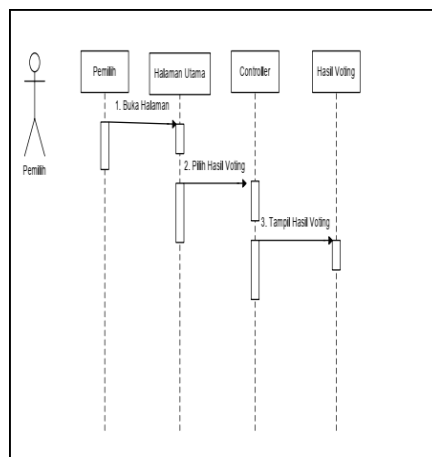 Pemilih
Halaman Utama
Controller
Hasil Voting
1. Buka Halaman
Pemilih
2. Pilih Hasil Voting
3. Tampil Hasil Voting